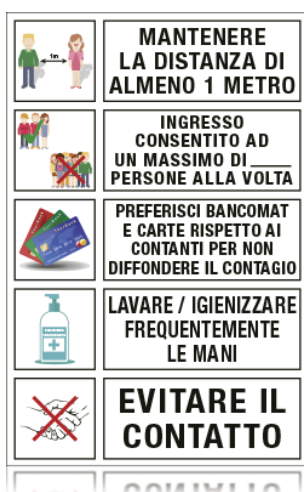 1m
MANTENERE
LA DISTANZA DI
ALMENO 1 METRO
INGRESSO
CONSENTITO AD
UN MASSIMO DI ____
PERSONE ALLA VOLTA
PREFERISCI BANCOMAT
E CARTE RISPETTO AI
CONTANTI PER NON
DIFFONDERE IL CONTAGIO
LAVARE / IGIENIZZARE
FREQUENTEMENTE
LE MANI
EVITARE IL
CONTATTO